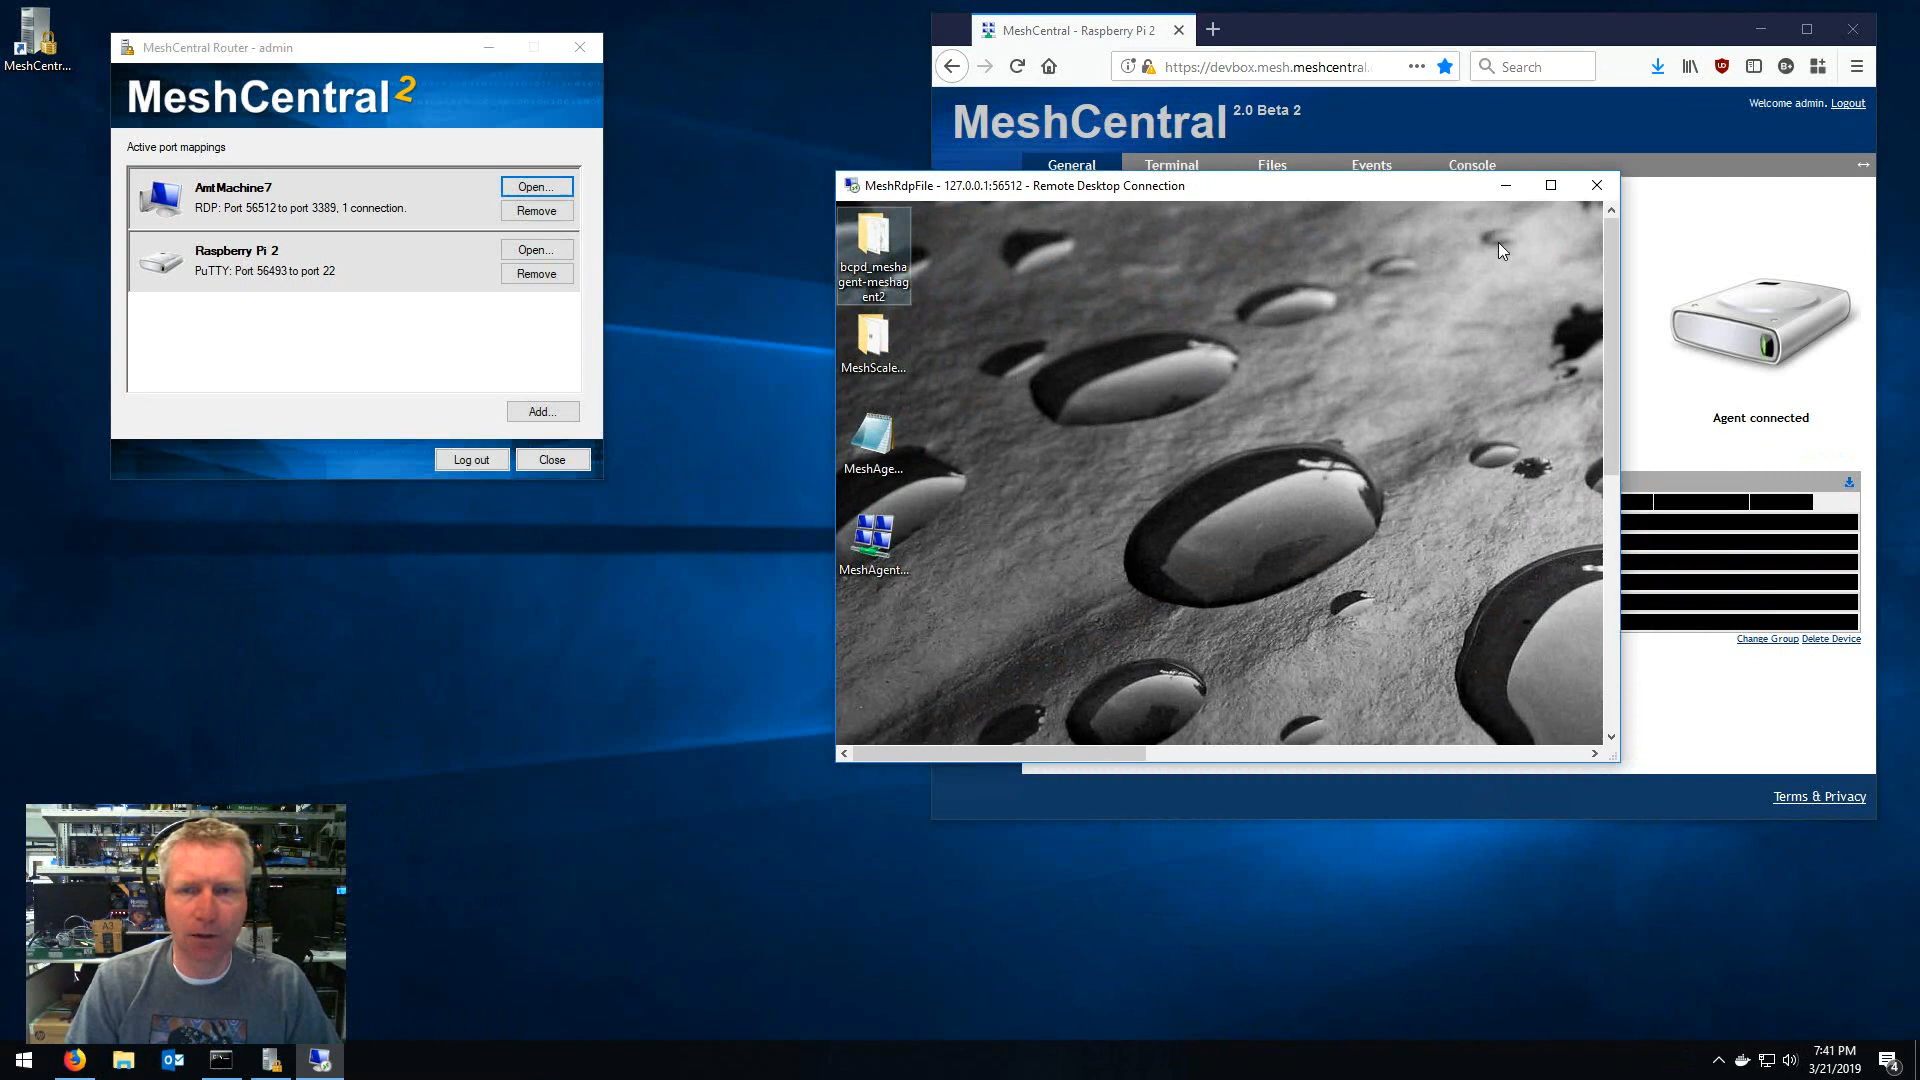 MeshCentr...
MeshCentral Router - admin
MeshCentral 2
Active port mappings
AmtMachine7
RDP: Port 56512 to port 3389, 1 connection.
Open...
Remove
Raspberry Pi 2
PuTTY: Port 56493 to port 22
Open...
Remove
Add...
Log out
Close
MeshCentral - Raspberry Pi 2
https://devbox.mesh.meshcentral.
Search
MeshCentral 2.0 Beta 2
Welcome admin. Logout
General
Terminal
Files
Events
Console
MeshRdpFile - 127.0.0.1:56512 - Remote Desktop Connection
bcpd_mesha
gent-meshag
ent2
MeshScale...
MeshAge...
MeshAgent...
Agent connected
Change Group Delete Device
Terms & Privacy
A3
7:41 PM
3/21/2019
4